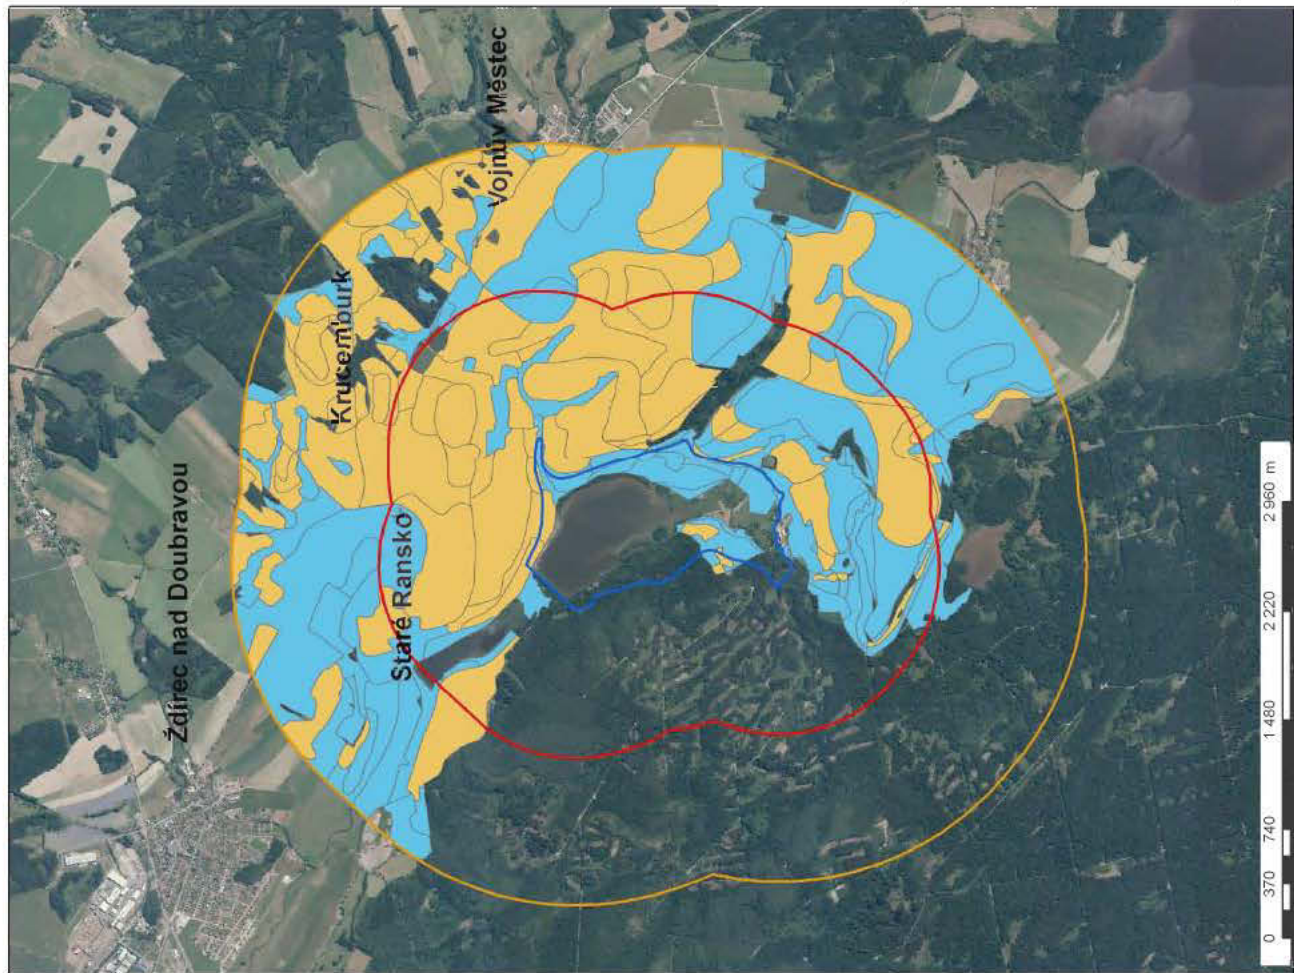 Ždírec nad Doubravou
Krucemburk
Vojnův Městec
Staré Ransko
0 370 740 1 480 2 220 2 960 m